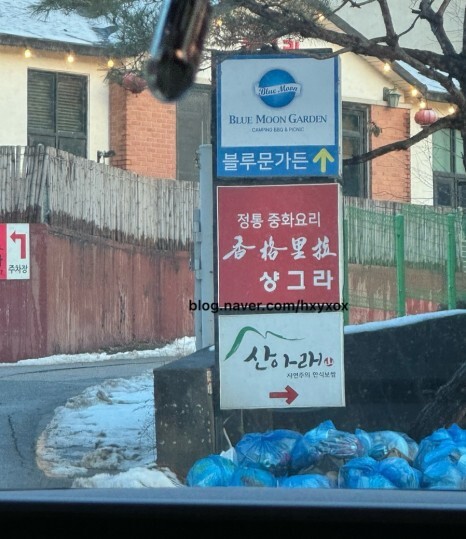 Blue Moon
BLUE MOON GARDEN
CAMPING BBQ & PICNIC
블루문가든
정통 중화요리
香格里拉
샹그라
주차장
blog.naver.com/hxyxox
산아래
자연주의 한식보쌈